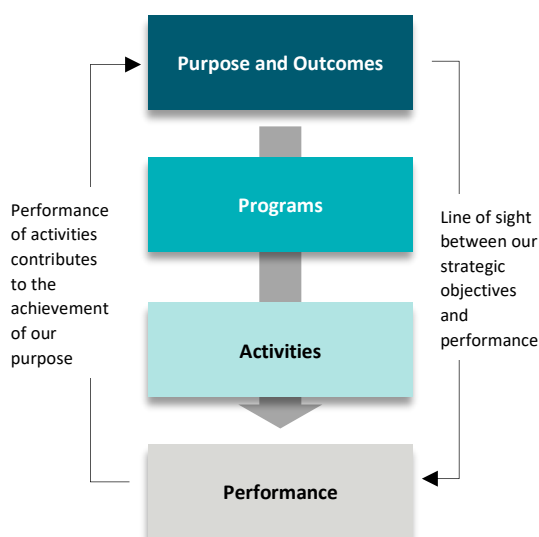 Purpose and Outcomes
Programs
Performance
of activities
contributes
to the
achievement
of our
purpose
Line of sight
between our
strategic
objectives
and
performance
Activities
Performance